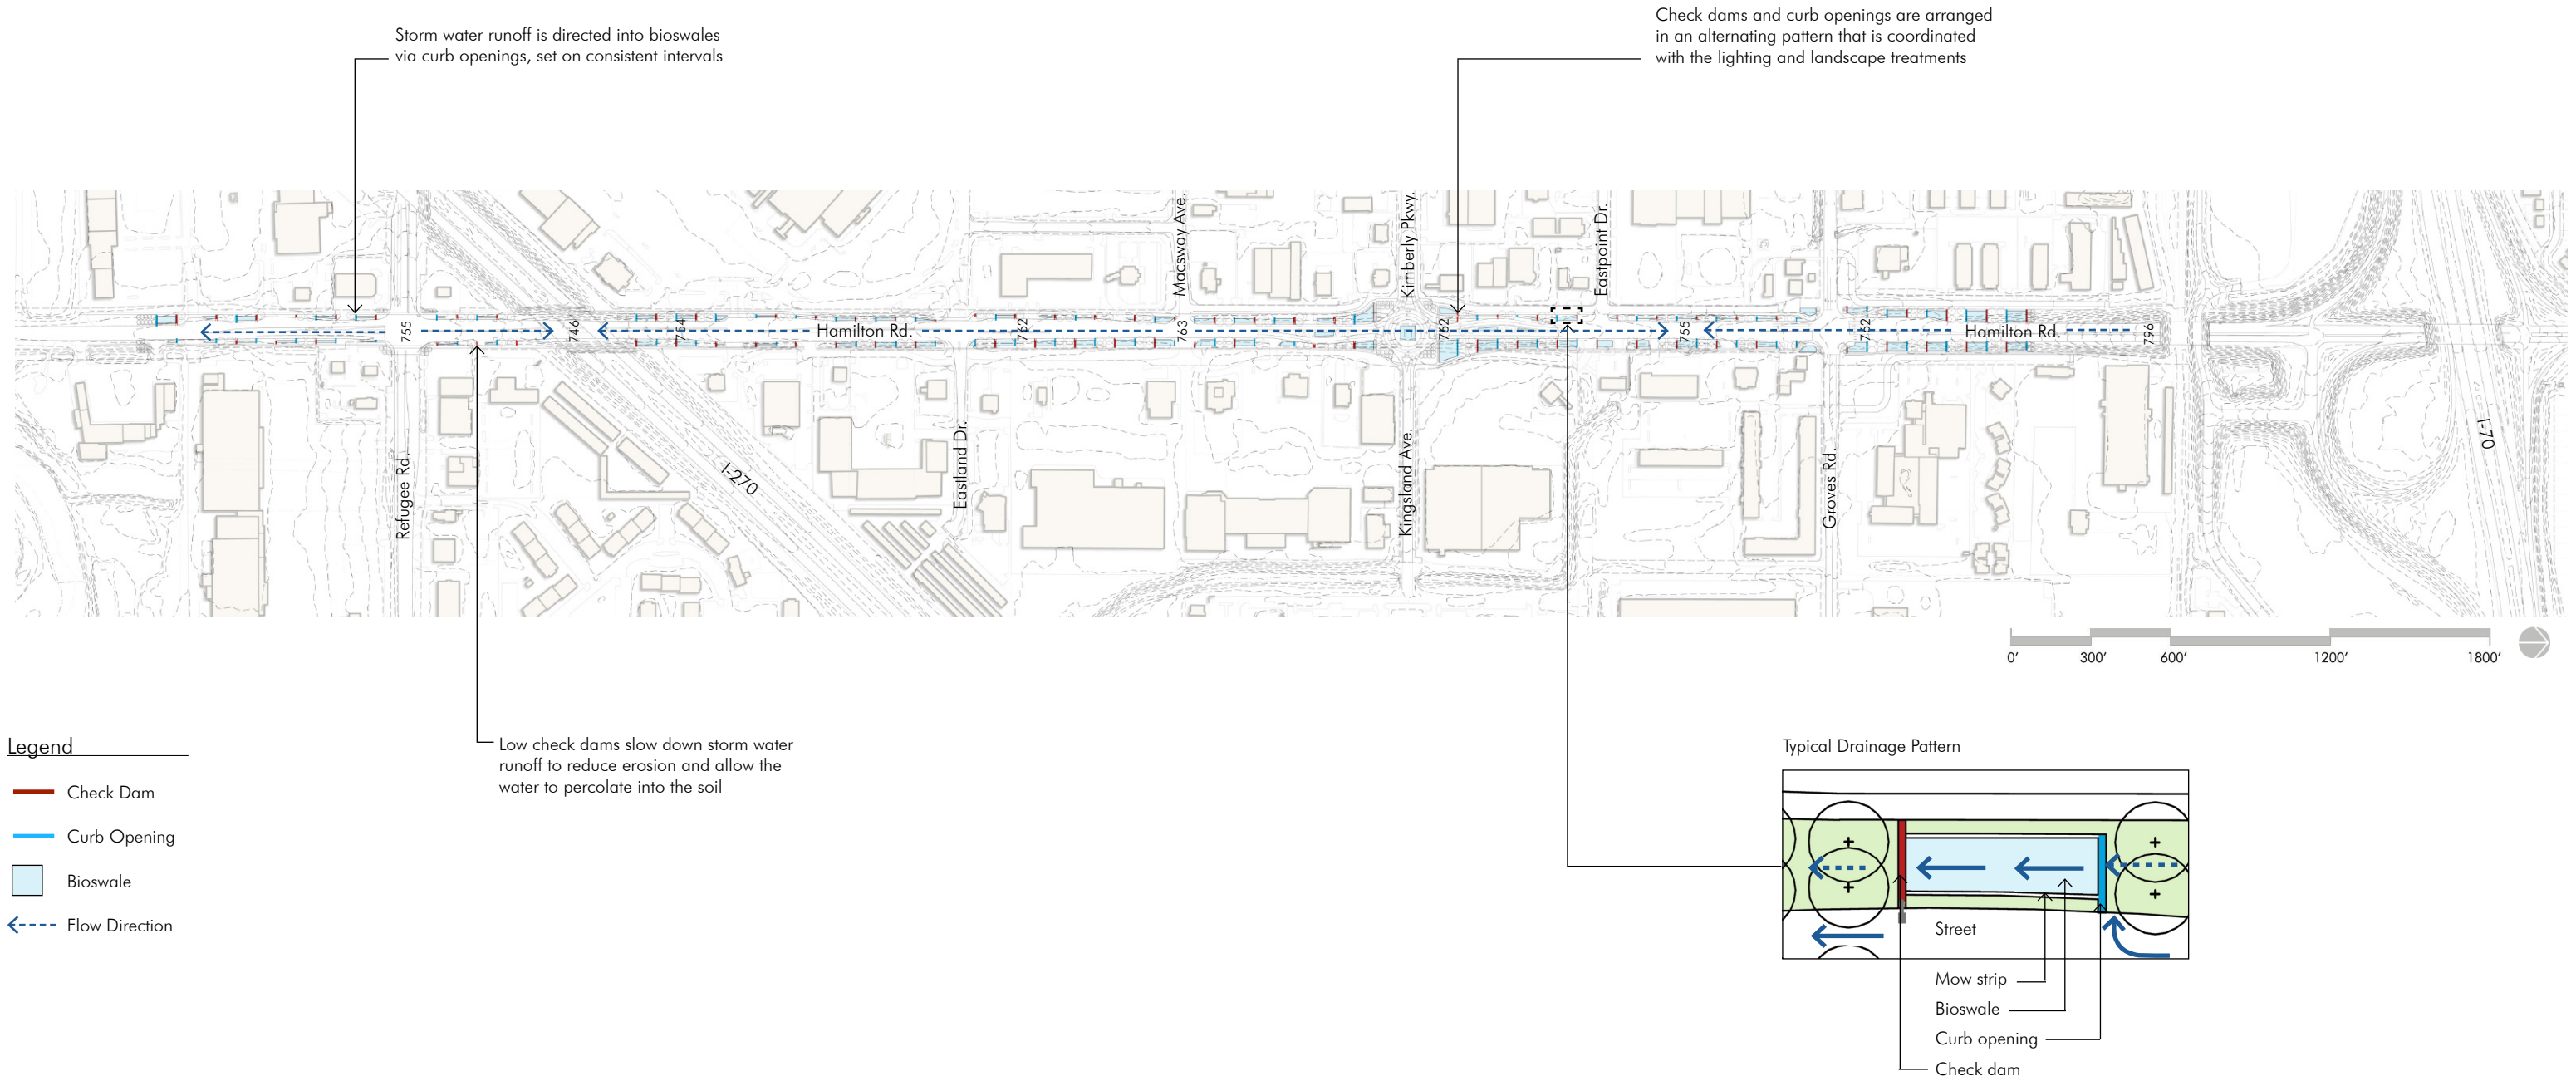 Storm water runoff is directed into bioswales
via curb openings, set on consistent intervals
Check dams and curb openings are arranged
in an alternating pattern that is coordinated
with the lighting and landscape treatments
Macsway Ave.
Kimberly Pkwy.
Eastpoint Dr.
755
746
754
Hamilton Rd.
762
763
762
755
762
Hamilton Rd.
796
Refugee Rd.
I-270
Eastland Dr.
Kingsland Ave.
Groves Rd.
I-70
0'
300'
600'
1200'
1800'
Low check dams slow down storm water
runoff to reduce erosion and allow the
water to percolate into the soil
Legend
Check Dam
Curb Opening
Bioswale
Flow Direction
Typical Drainage Pattern
Street
Mow strip
Bioswale
Curb opening
Check dam